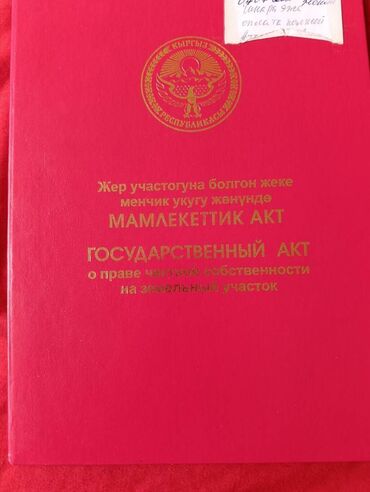 КЫРГЫЗ
РЕСПУБЛИКАСЫ
Жер участогуна болгон жеке
менчик укугу жөнүндө
МАМЛЕКЕТТИК АКТ
ГОСУДАРСТВЕННЫЙ АКТ
о праве частной собственности
на земельный участок